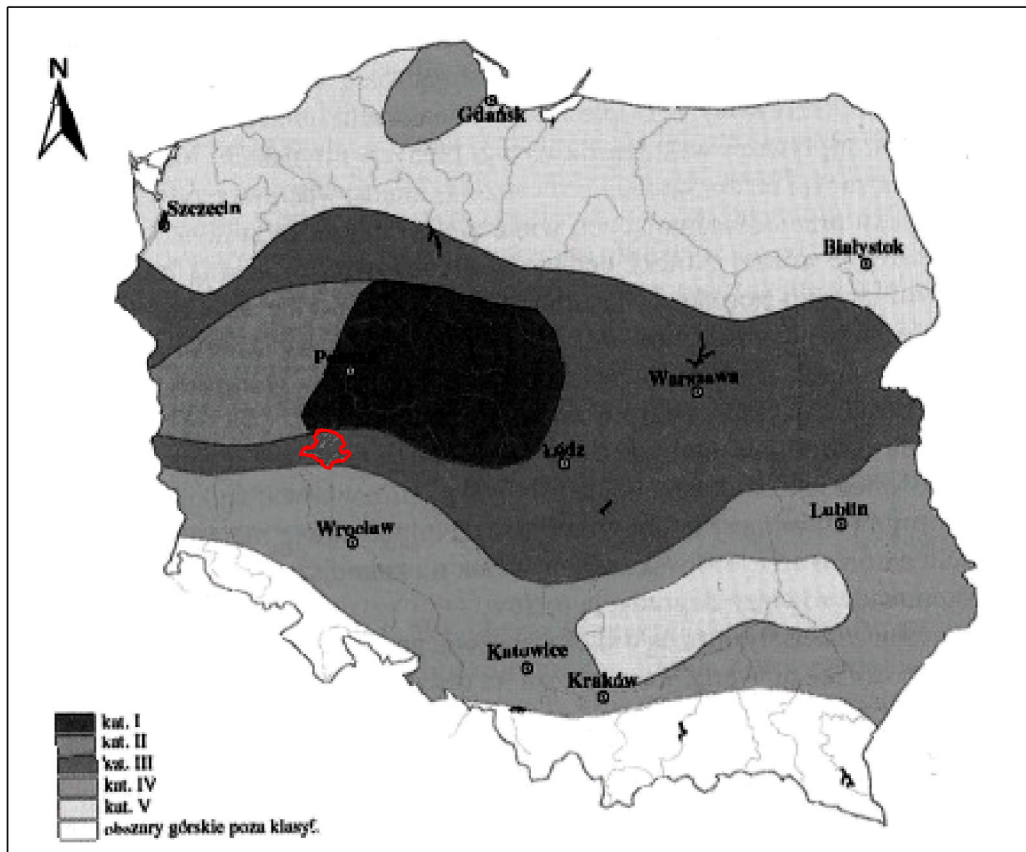 N
Gdańsk
Szczecin
Białystok
Warszawa
Łódz
Lublin
Wrocław
Katowice
Kraków
kat. I
kat. II
kat. III
kat. IV
kat. V
obszary górskie poza klasyf.